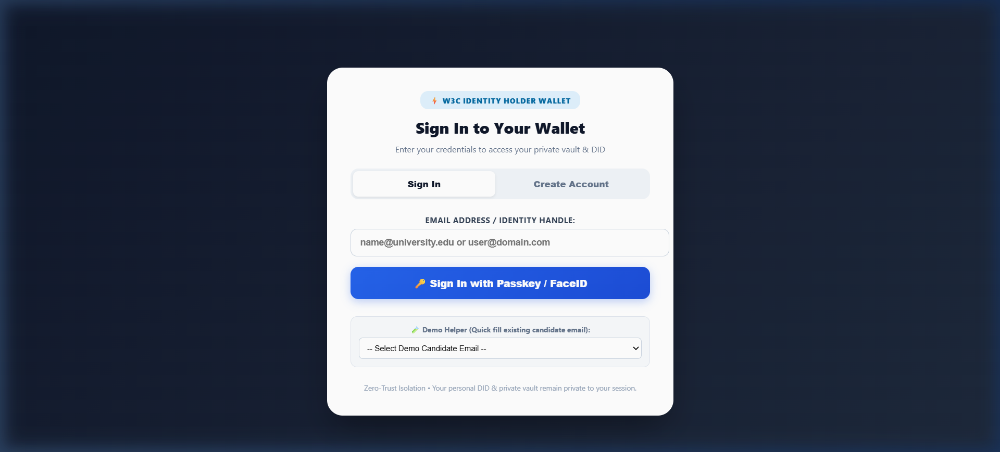 ⚡ W3C IDENTITY HOLDER WALLET
Sign In to Your Wallet
Enter your credentials to access your private vault & DID
Sign In
Create Account
EMAIL ADDRESS / IDENTITY HANDLE:
name@university.edu or user@domain.com
🔑 Sign In with Passkey / FaceID
🧪 Demo Helper (Quick fill existing candidate email):
-- Select Demo Candidate Email --
Zero-Trust Isolation • Your personal DID & private vault remain private to your session.